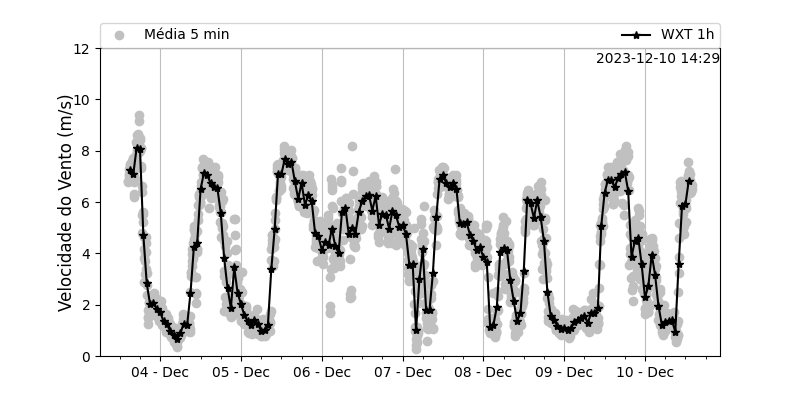 Média 5 min
WXT 1h
2023-12-10 14:29
Velocidade do Vento (m/s)
12
10
8
6
4
2
0
04 - Dec
05 - Dec
06 - Dec
07 - Dec
08 - Dec
09 - Dec
10 - Dec